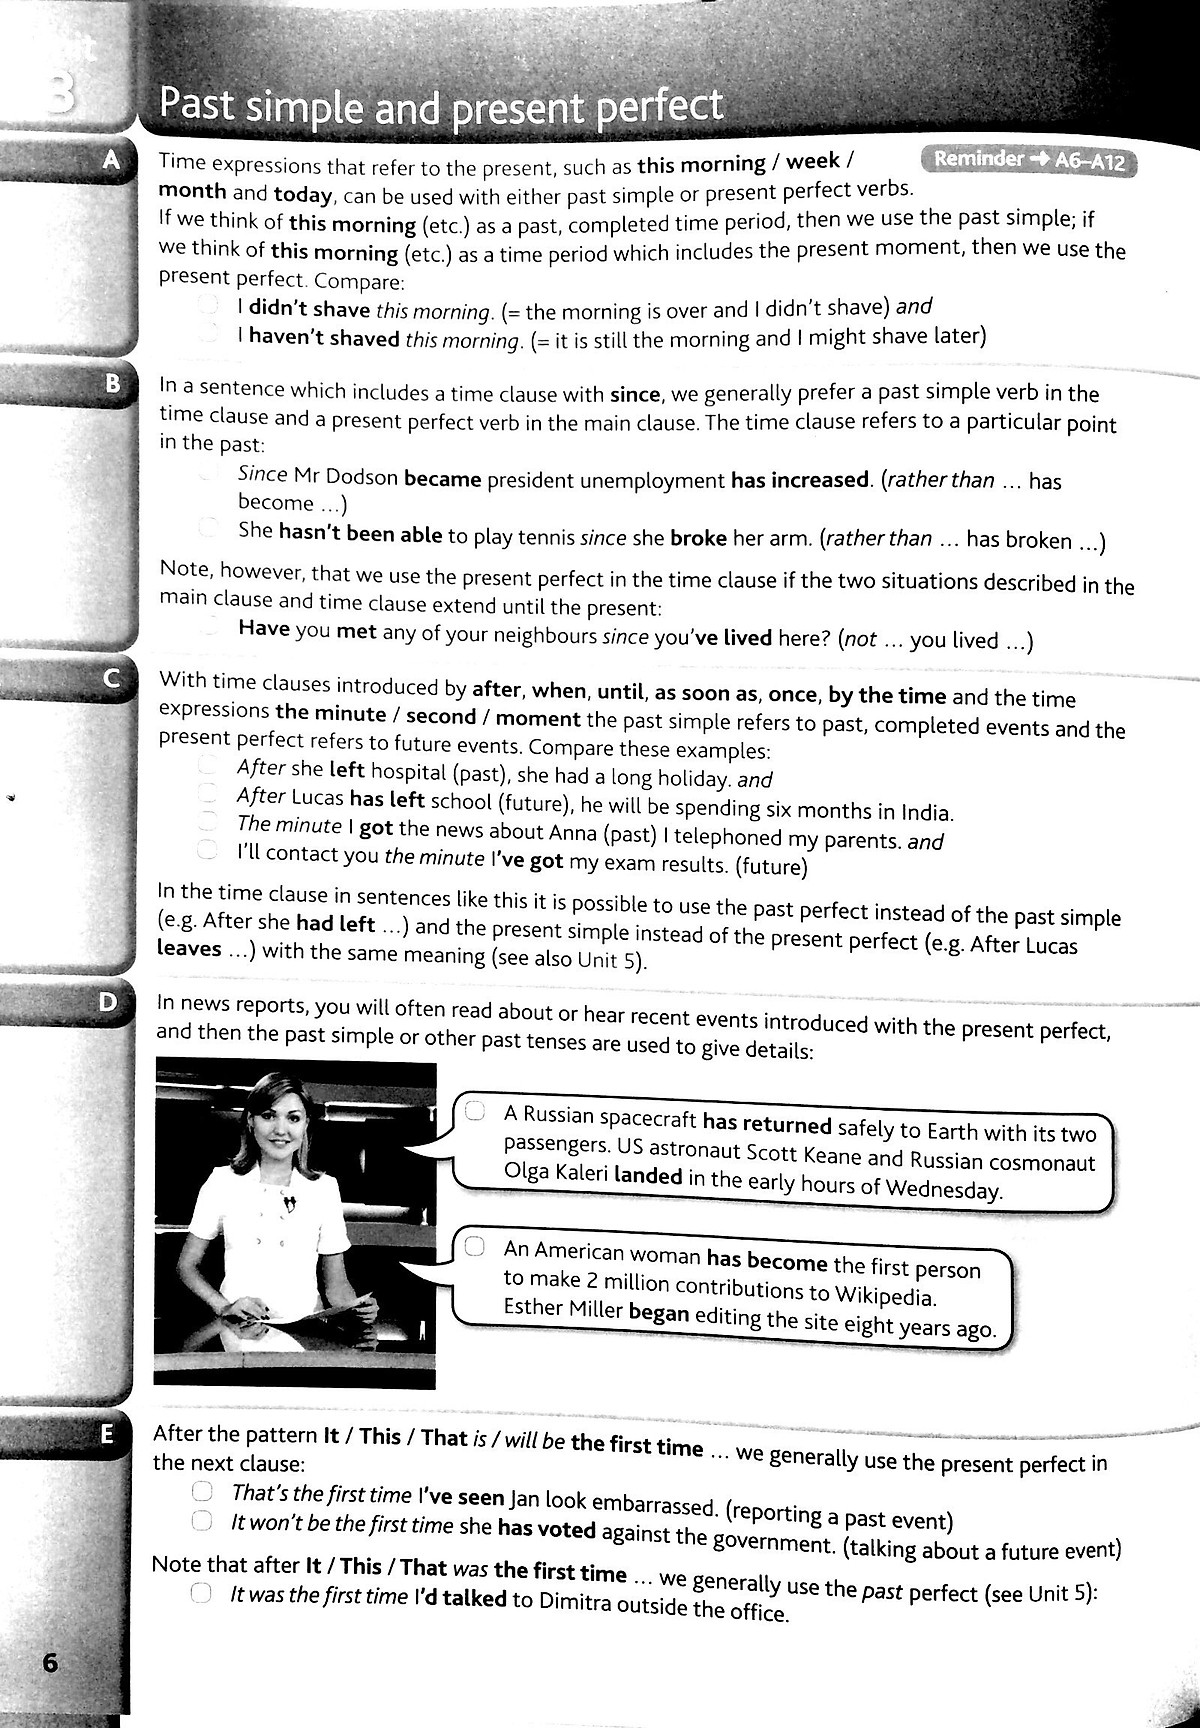 3
Past simple and present perfect
Reminder → A6–A12
A
Time expressions that refer to the present, such as this morning / week /
month and today, can be used with either past simple or present perfect verbs.
If we think of this morning (etc.) as a past, completed time period, then we use the past simple; if
we think of this morning (etc.) as a time period which includes the present moment, then we use the
present perfect. Compare:
I didn't shave this morning. (= the morning is over and I didn't shave) and
I haven't shaved this morning. (= it is still the morning and I might shave later)
B
In a sentence which includes a time clause with since, we generally prefer a past simple verb in the
time clause and a present perfect verb in the main clause. The time clause refers to a particular point
in the past:
Since Mr Dodson became president unemployment has increased. (rather than … has
become …)
She hasn't been able to play tennis since she broke her arm. (rather than … has broken …)
Note, however, that we use the present perfect in the time clause if the two situations described in the
main clause and time clause extend until the present:
Have you met any of your neighbours since you've lived here? (not … you lived …)
C
With time clauses introduced by after, when, until, as soon as, once, by the time and the time
expressions the minute / second / moment the past simple refers to past, completed events and the
present perfect refers to future events. Compare these examples:
After she left hospital (past), she had a long holiday. and
After Lucas has left school (future), he will be spending six months in India.
The minute I got the news about Anna (past) I telephoned my parents. and
I'll contact you the minute I've got my exam results. (future)
In the time clause in sentences like this it is possible to use the past perfect instead of the past simple
(e.g. After she had left …) and the present simple instead of the present perfect (e.g. After Lucas
leaves …) with the same meaning (see also Unit 5).
D
In news reports, you will often read about or hear recent events introduced with the present perfect,
and then the past simple or other past tenses are used to give details:
A Russian spacecraft has returned safely to Earth with its two
passengers. US astronaut Scott Keane and Russian cosmonaut
Olga Kaleri landed in the early hours of Wednesday.
An American woman has become the first person
to make 2 million contributions to Wikipedia.
Esther Miller began editing the site eight years ago.
E
After the pattern It / This / That is / will be the first time … we generally use the present perfect in
the next clause:
That's the first time I've seen Jan look embarrassed. (reporting a past event)
It won't be the first time she has voted against the government. (talking about a future event)
Note that after It / This / That was the first time … we generally use the past perfect (see Unit 5):
It was the first time I'd talked to Dimitra outside the office.
6